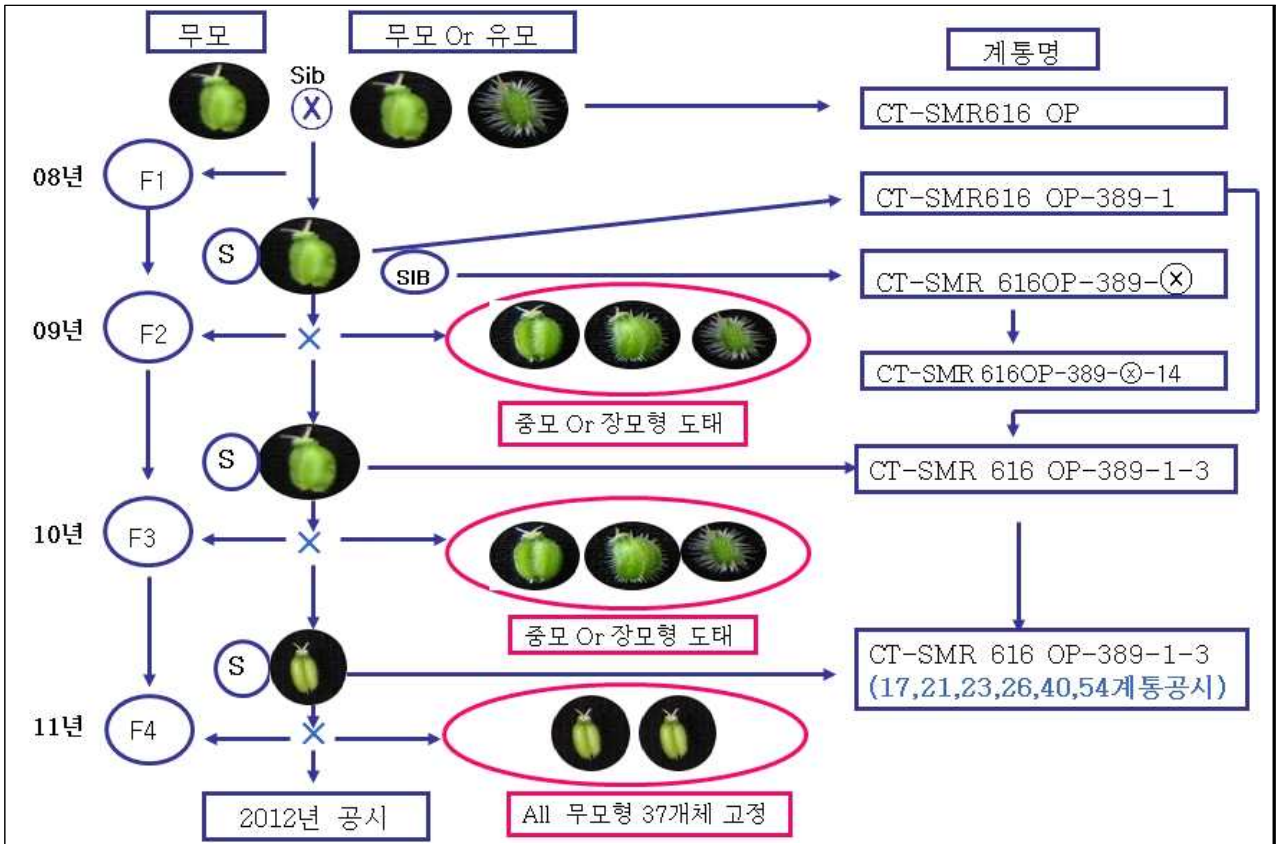 무모
무모 Or 유모
계통명
Sib
X
CT-SMR616 OP
08년
F1
CT-SMR616 OP-389-1
S
SIB
CT-SMR 616OP-389-ⓧ
09년
F2
CT-SMR 616OP-389-ⓧ-14
중모 Or 장모형 도태
S
CT-SMR 616 OP-389-1-3
10년
F3
중모 Or 장모형 도태
S
CT-SMR 616 OP-389-1-3
(17,21,23,26,40,54계통공시)
11년
F4
2012년 공시
All 무모형 37개체 고정